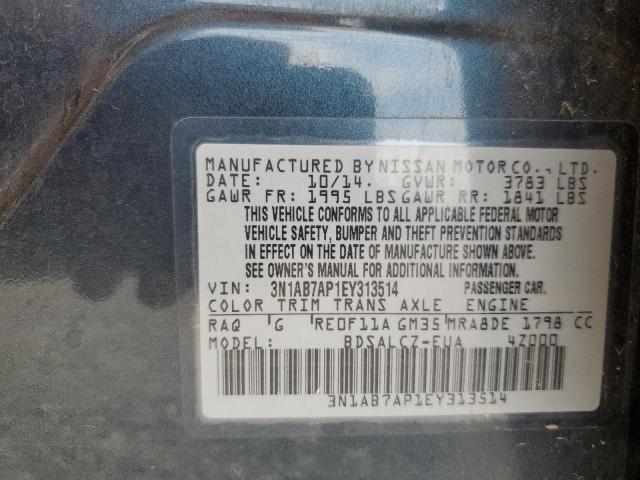 MANUFACTURED BY NISSAN MOTOR CO., LTD.
DATE: 10/14. GVWR: 3783 LBS
GAWR FR: 1995 LBS GAWR RR: 1841 LBS
THIS VEHICLE CONFORMS TO ALL APPLICABLE FEDERAL MOTOR
VEHICLE SAFETY, BUMPER AND THEFT PREVENTION STANDARDS
IN EFFECT ON THE DATE OF MANUFACTURE SHOWN ABOVE.
SEE OWNER'S MANUAL FOR ADDITIONAL INFORMATION.
VIN: 3N1AB7AP1EY313514 PASSENGER CAR.
COLOR TRIM TRANS AXLE ENGINE
RAQ G RE0F11A GM35 MRA8DE 1798 CC
MODEL: BDSALCZ-EUA 4Z000
3N1AB7AP1EY313514